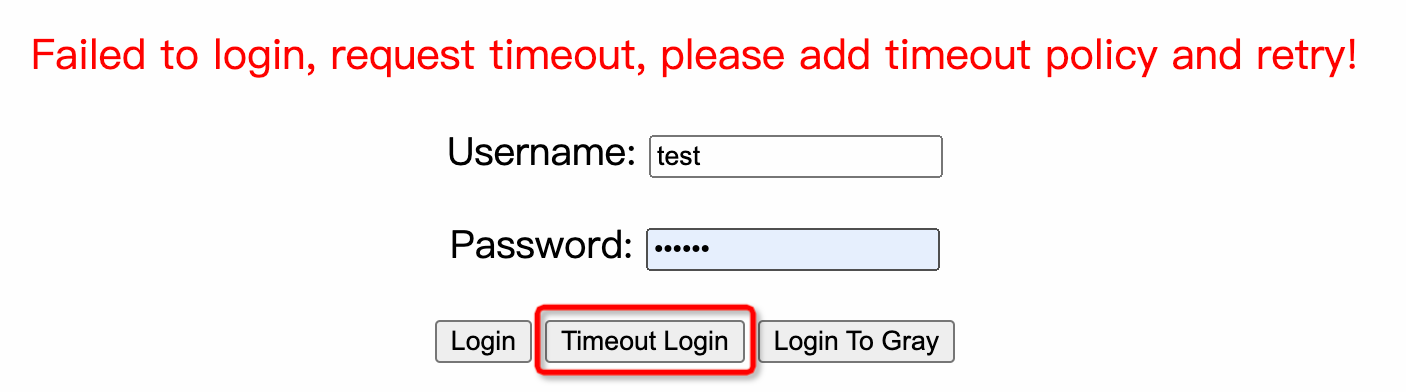 Failed to login, request timeout, please add timeout policy and retry!
Username: test
Password: ••••••
Login Timeout Login Login To Gray